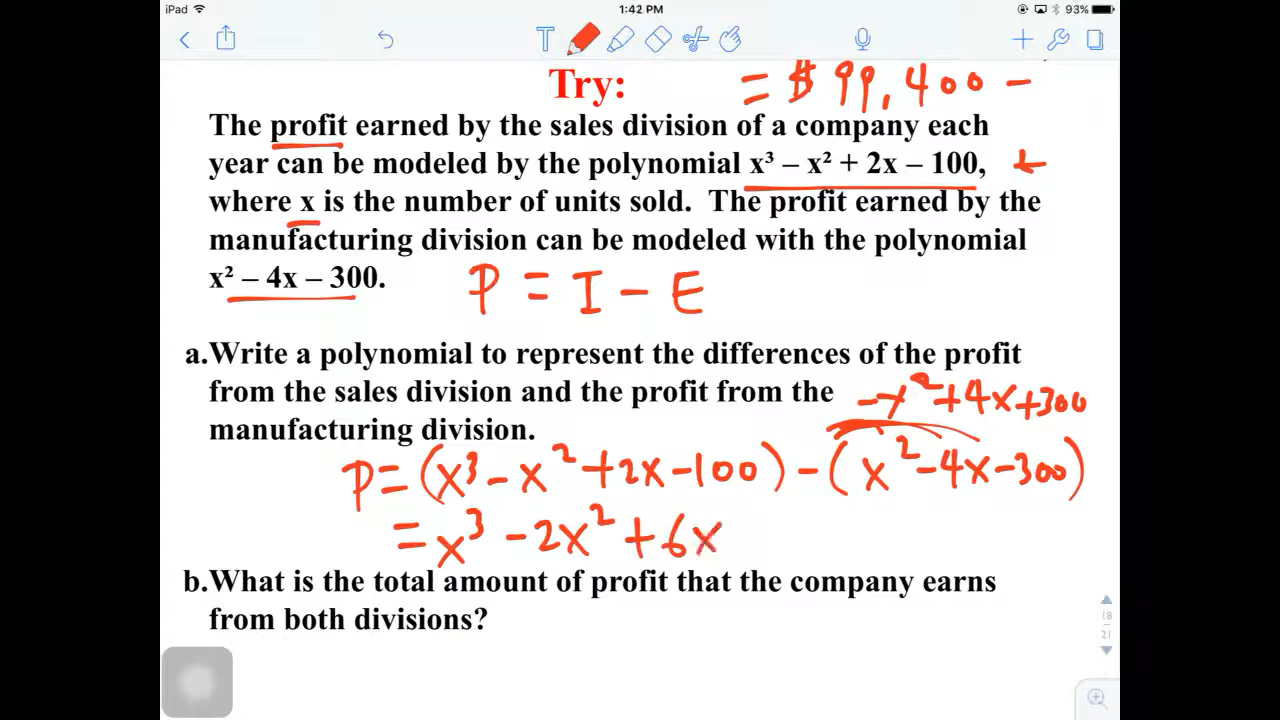 iPad 1:42 PM 93%
T
= $99,400 –
Try:
The profit earned by the sales division of a company each
year can be modeled by the polynomial x³ – x² + 2x – 100, +
where x is the number of units sold. The profit earned by the
manufacturing division can be modeled with the polynomial
x² – 4x – 300.
P = I – E
a.Write a polynomial to represent the differences of the profit
from the sales division and the profit from the
-x² + 4x + 300
manufacturing division.
P = (x³ – x² + 2x – 100) – (x² – 4x – 300)
= x³ – 2x² + 6x
b.What is the total amount of profit that the company earns
from both divisions?
18
21